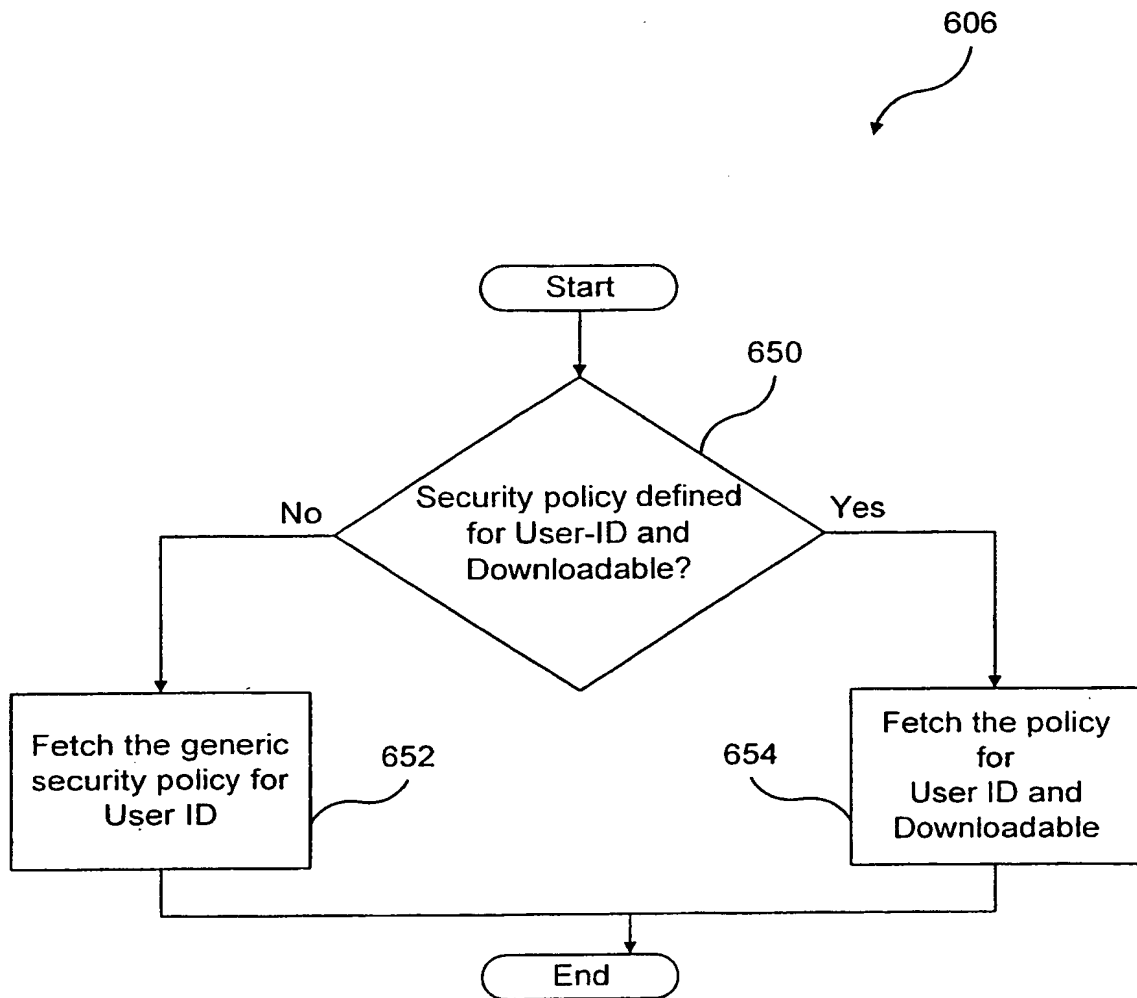 606
Start
650
Security policy defined
for User-ID and
Downloadable?
No
Yes
Fetch the generic
security policy for
User ID
652
654
Fetch the policy
for
User ID and
Downloadable
End